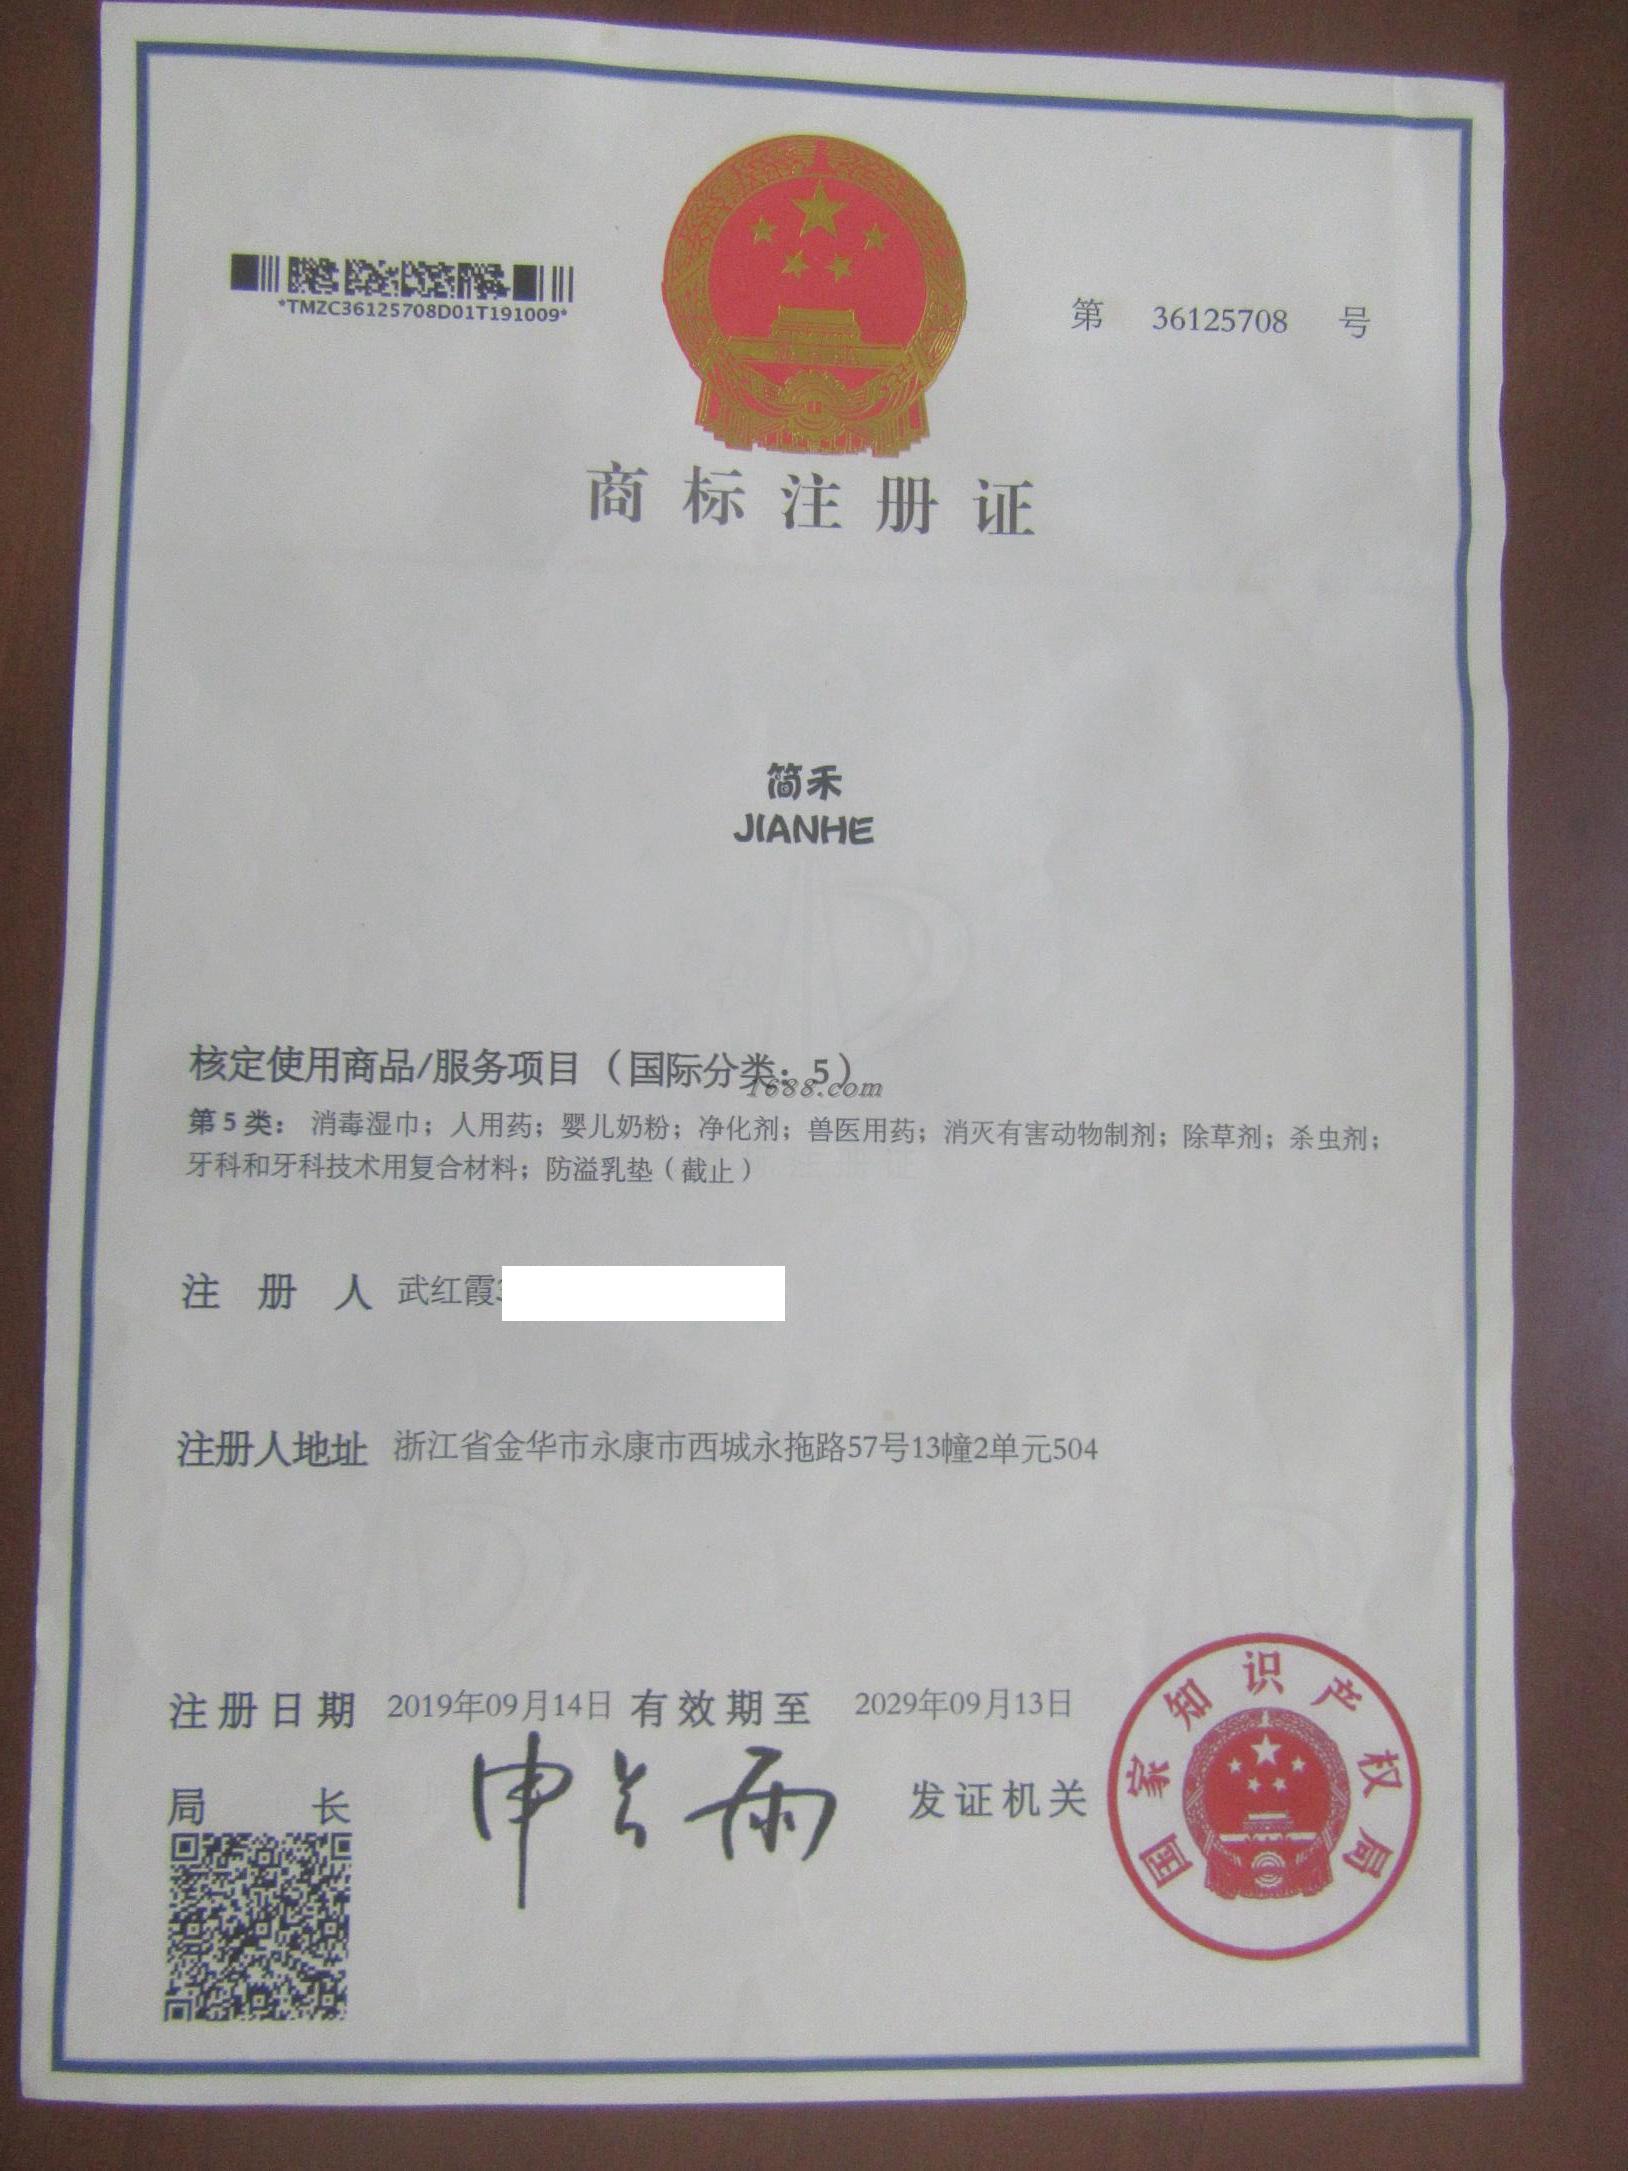 *TMZC36125708D01T191009*
第 36125708 号
商标注册证
简禾
JIANHE
核定使用商品/服务项目（国际分类：5）
1688.com
第5类：消毒湿巾；人用药；婴儿奶粉；净化剂；兽医用药；消灭有害动物制剂；除草剂；杀虫剂；
牙科和牙科技术用复合材料；防溢乳垫（截止）
注册人 武红霞
注册人地址 浙江省金华市永康市西城永拖路57号13幢2单元504
注册日期 2019年09月14日 有效期至 2029年09月13日
局长 申长雨 发证机关
国家知识产权局